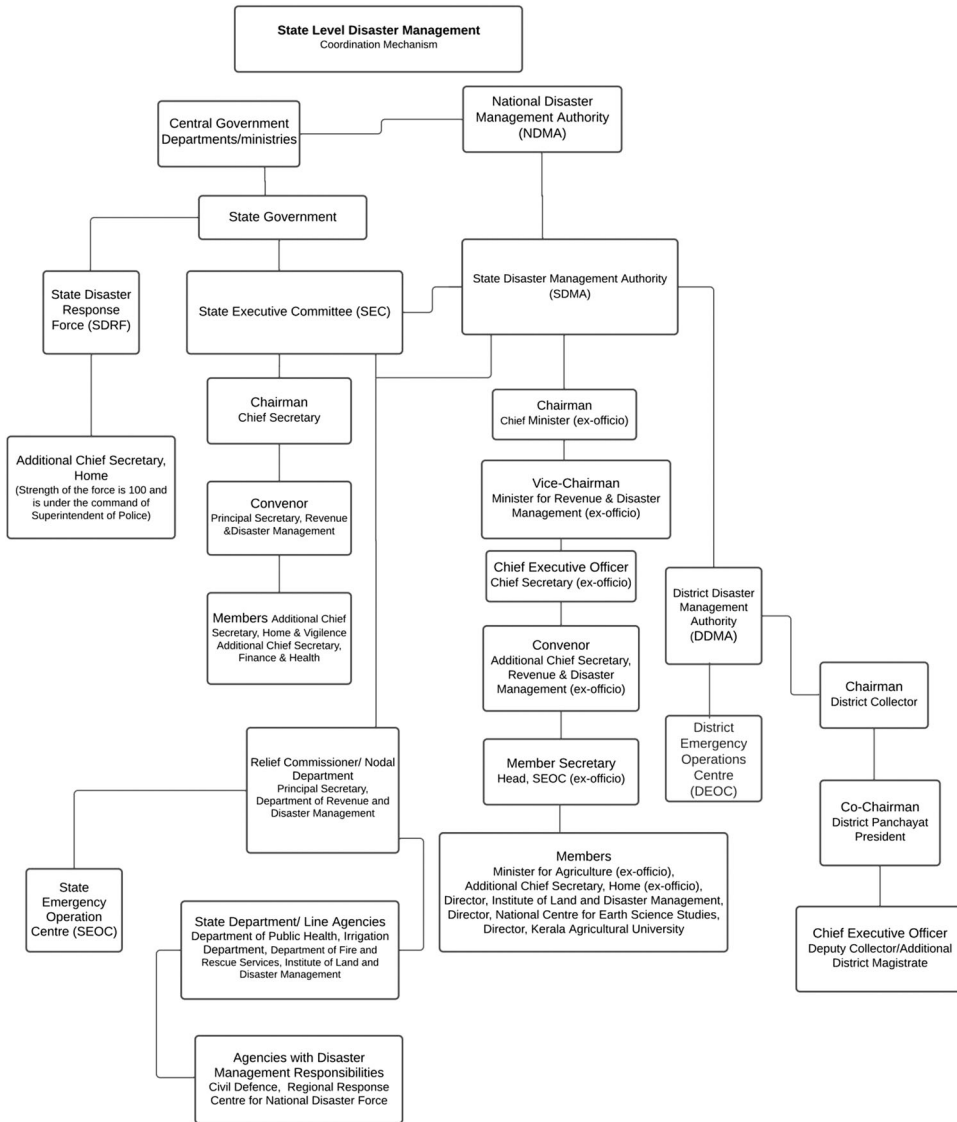 State Level Disaster Management
Coordination Mechanism
Central Government
Departments/ministries
National Disaster
Management Authority
(NDMA)
State Government
State Disaster
Response
Force (SDRF)
State Executive Committee (SEC)
State Disaster Management Authority
(SDMA)
Chairman
Chief Secretary
Chairman
Chief Minister (ex-officio)
Additional Chief Secretary,
Home
(Strength of the force is 100 and
is under the command of
Superintendent of Police)
Convenor
Principal Secretary, Revenue
&Disaster Management
Vice-Chairman
Minister for Revenue & Disaster
Management (ex-officio)
Chief Executive Officer
Chief Secretary (ex-officio)
District Disaster
Management
Authority
(DDMA)
Members Additional Chief
Secretary, Home & Vigilence
Additional Chief Secretary,
Finance & Health
Convenor
Additional Chief Secretary,
Revenue & Disaster
Management (ex-officio)
Chairman
District Collector
District
Emergency
Operations
Centre
(DEOC)
Relief Commissioner/ Nodal
Department
Principal Secretary,
Department of Revenue and
Disaster Management
Member Secretary
Head, SEOC (ex-officio)
Co-Chairman
District Panchayat
President
State
Emergency
Operation
Centre (SEOC)
Members
Minister for Agriculture (ex-officio),
Additional Chief Secretary, Home (ex-officio),
Director, Institute of Land and Disaster Management,
Director, National Centre for Earth Science Studies,
Director, Kerala Agricultural University
State Department/ Line Agencies
Department of Public Health, Irrigation
Department, Department of Fire and
Rescue Services, Institute of Land and
Disaster Management
Chief Executive Officer
Deputy Collector/Additional
District Magistrate
Agencies with Disaster
Management Responsibilities
Civil Defence, Regional Response
Centre for National Disaster Force